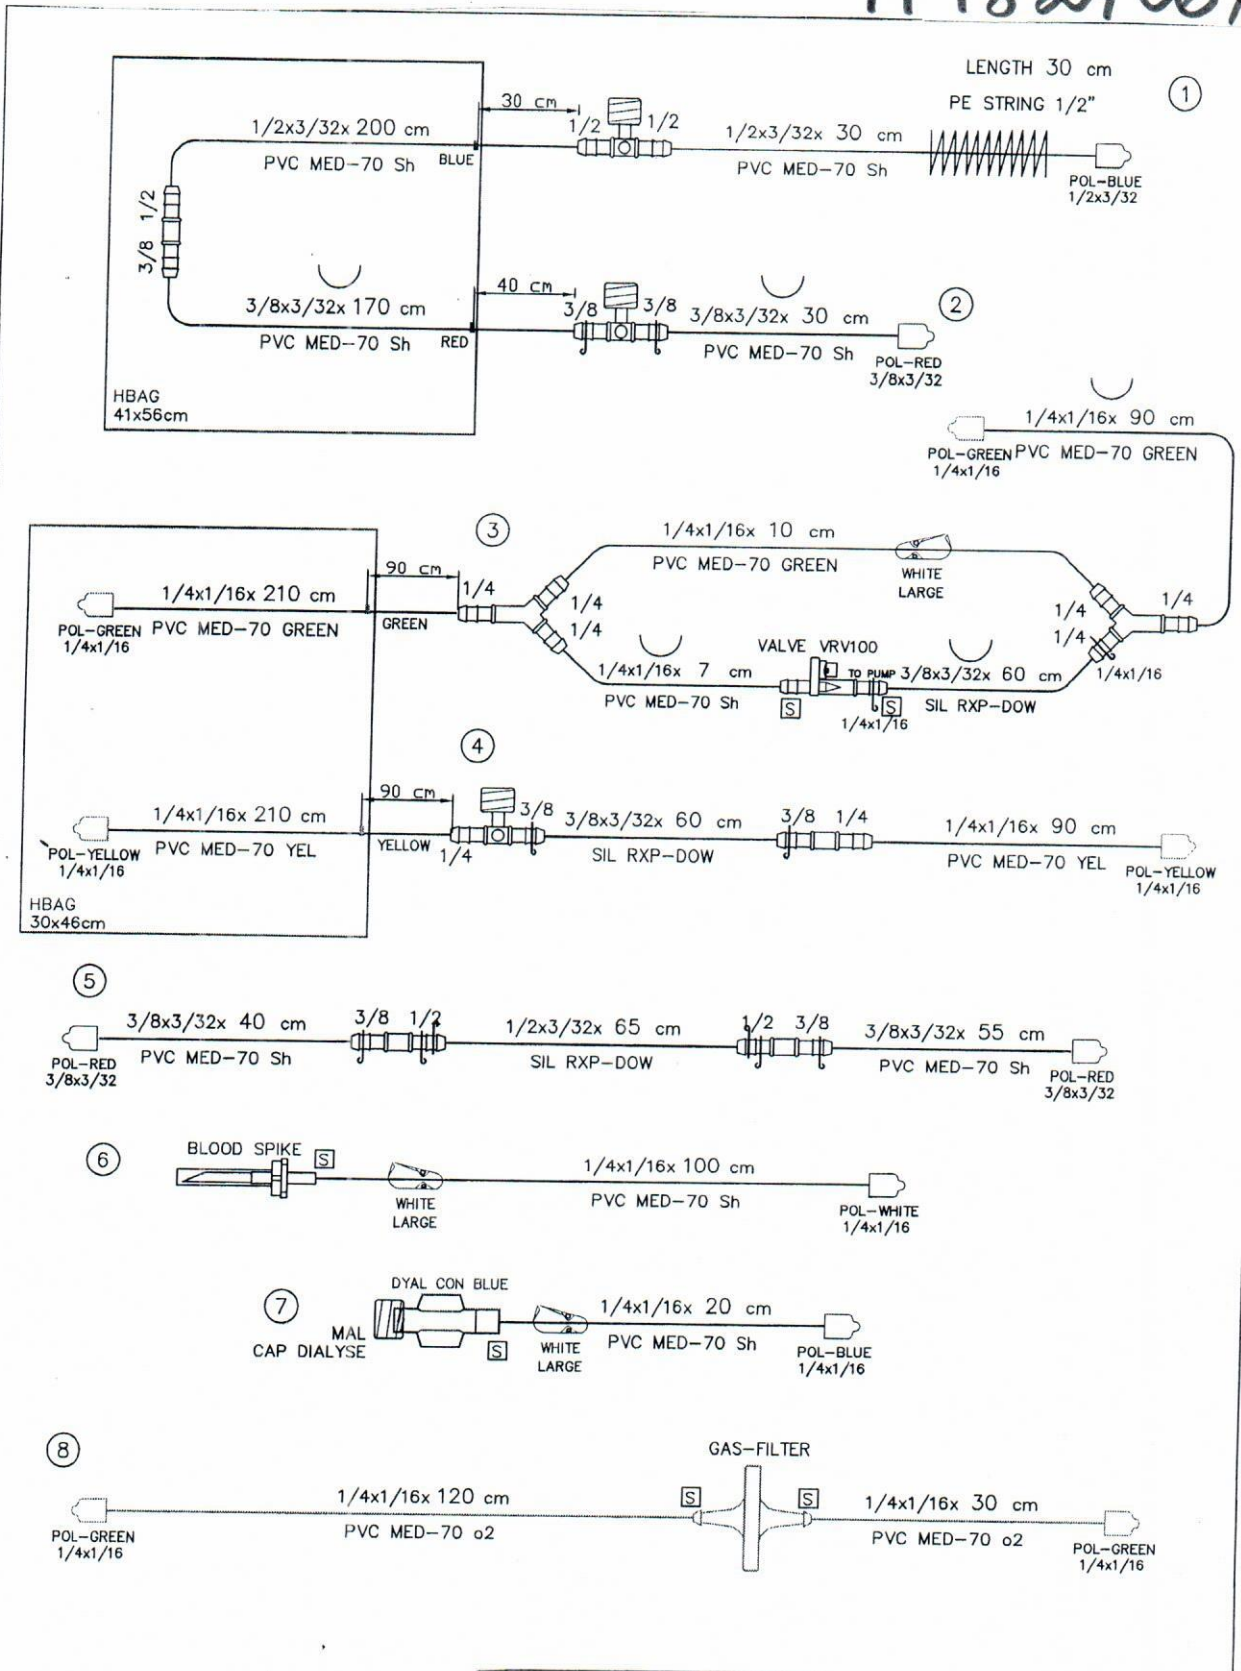 LENGTH 30 cm
PE STRING 1/2"
1
1/2x3/32x 200 cm
PVC MED-70 Sh
BLUE
30 cm
1/2
1/2
1/2x3/32x 30 cm
PVC MED-70 Sh
POL-BLUE
1/2x3/32
3/8 1/2
3/8x3/32x 170 cm
PVC MED-70 Sh
RED
40 cm
3/8
3/8
3/8x3/32x 30 cm
PVC MED-70 Sh
2
POL-RED
3/8x3/32
HBAG
41x56cm
1/4x1/16x 90 cm
PVC MED-70 GREEN
POL-GREEN
1/4x1/16
3
1/4x1/16x 210 cm
PVC MED-70 GREEN
POL-GREEN
1/4x1/16
90 cm
GREEN
1/4
1/4
1/4
1/4x1/16x 10 cm
PVC MED-70 GREEN
WHITE
LARGE
1/4
1/4
1/4
1/4x1/16
1/4x1/16x 7 cm
PVC MED-70 Sh
VALVE VRV100
TO PUMP
S
S
1/4x1/16
3/8x3/32x 60 cm
SIL RXP-DOW
4
1/4x1/16x 210 cm
PVC MED-70 YEL
POL-YELLOW
1/4x1/16
90 cm
YELLOW
1/4
3/8
3/8x3/32x 60 cm
SIL RXP-DOW
3/8 1/4
1/4x1/16x 90 cm
PVC MED-70 YEL
POL-YELLOW
1/4x1/16
HBAG
30x46cm
5
3/8x3/32x 40 cm
PVC MED-70 Sh
POL-RED
3/8x3/32
3/8 1/2
1/2x3/32x 65 cm
SIL RXP-DOW
1/2 3/8
3/8x3/32x 55 cm
PVC MED-70 Sh
POL-RED
3/8x3/32
6
BLOOD SPIKE
S
WHITE
LARGE
1/4x1/16x 100 cm
PVC MED-70 Sh
POL-WHITE
1/4x1/16
7
DYAL CON BLUE
MAL
CAP DIALYSE
S
WHITE
LARGE
1/4x1/16x 20 cm
PVC MED-70 Sh
POL-BLUE
1/4x1/16
8
GAS-FILTER
1/4x1/16x 120 cm
PVC MED-70 o2
POL-GREEN
1/4x1/16
S
S
1/4x1/16x 30 cm
PVC MED-70 o2
POL-GREEN
1/4x1/16